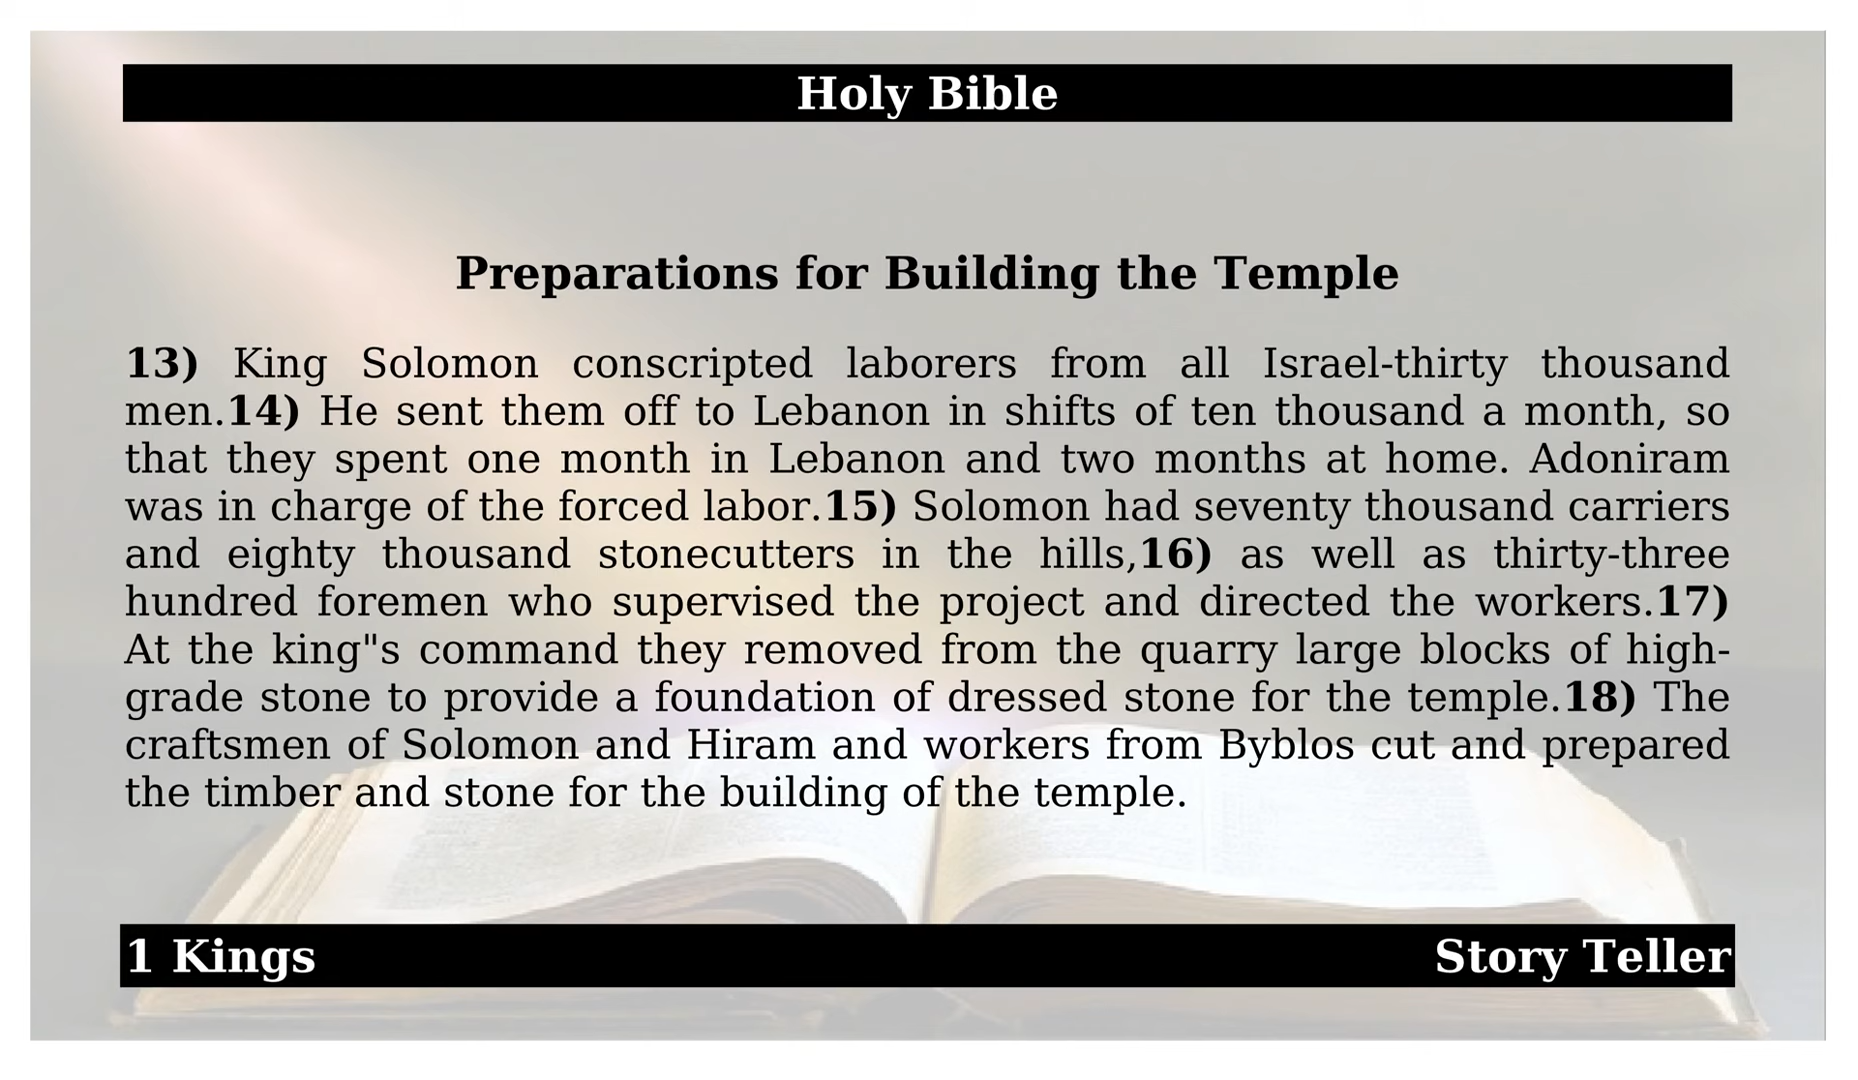 Holy Bible
Preparations for Building the Temple
13) King Solomon conscripted laborers from all Israel-thirty thousand
men.14) He sent them off to Lebanon in shifts of ten thousand a month, so
that they spent one month in Lebanon and two months at home. Adoniram
was in charge of the forced labor.15) Solomon had seventy thousand carriers
and eighty thousand stonecutters in the hills,16) as well as thirty-three
hundred foremen who supervised the project and directed the workers.17)
At the king"s command they removed from the quarry large blocks of high-
grade stone to provide a foundation of dressed stone for the temple.18) The
craftsmen of Solomon and Hiram and workers from Byblos cut and prepared
the timber and stone for the building of the temple.
1 Kings
Story Teller